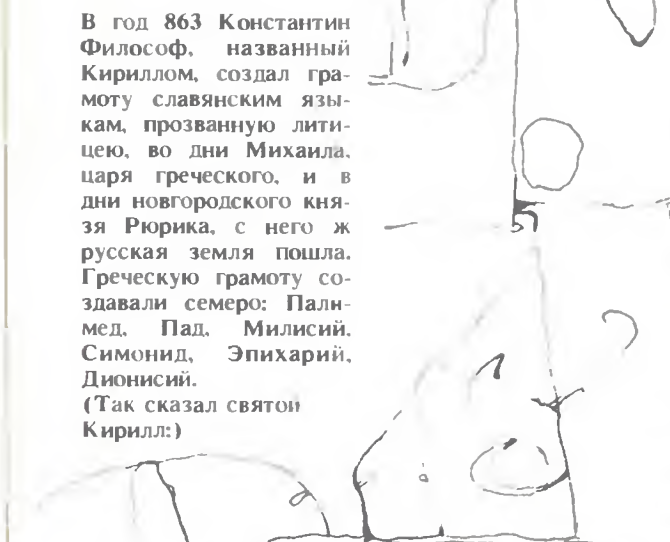 В год 863 Константин
Философ, названный
Кириллом, создал гра-
моту славянским язы-
кам, прозванную лити-
цею, во дни Михаила,
царя греческого, и в
дни новгородского кня-
зя Рюрика, с него ж
русская земля пошла.
Греческую грамоту со-
здавали семеро: Пали-
мед, Пад, Милисий,
Симонид, Эпихарий,
Дионисий.
(Так сказал святой
Кирилл:)